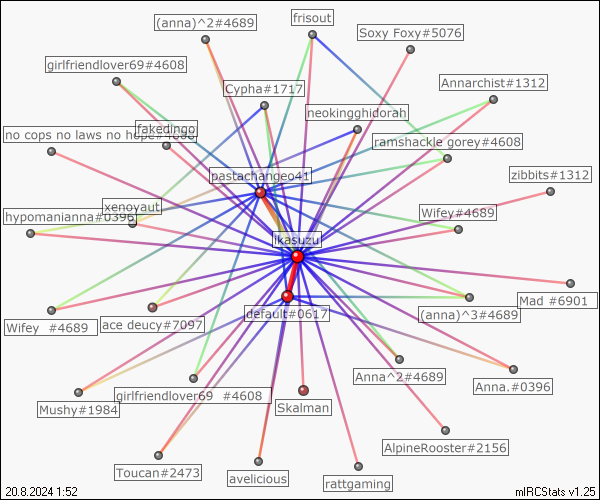 (anna)^2#4689
frisout
Soxy Foxy#5076
girlfriendlover69#4608
Cypha#1717
Annarchist#1312
neokingghidorah
no cops no laws no hope#4068
fakedingo
ramshackle gorey#4608
pastachangeo41
zibbits#1312
xenoyaut
hypomanianna#0396
Wifey#4689
ikasuzu
Mad #6901
Wifey #4689
ace deucy#7097
default#0617
(anna)^3#4689
Anna^2#4689
Anna.#0396
Mushy#1984
girlfriendlover69 #4608
Skalman
AlpineRooster#2156
Toucan#2473
avelicious
rattgaming
20.8.2024 1:52
mIRCStats v1.25